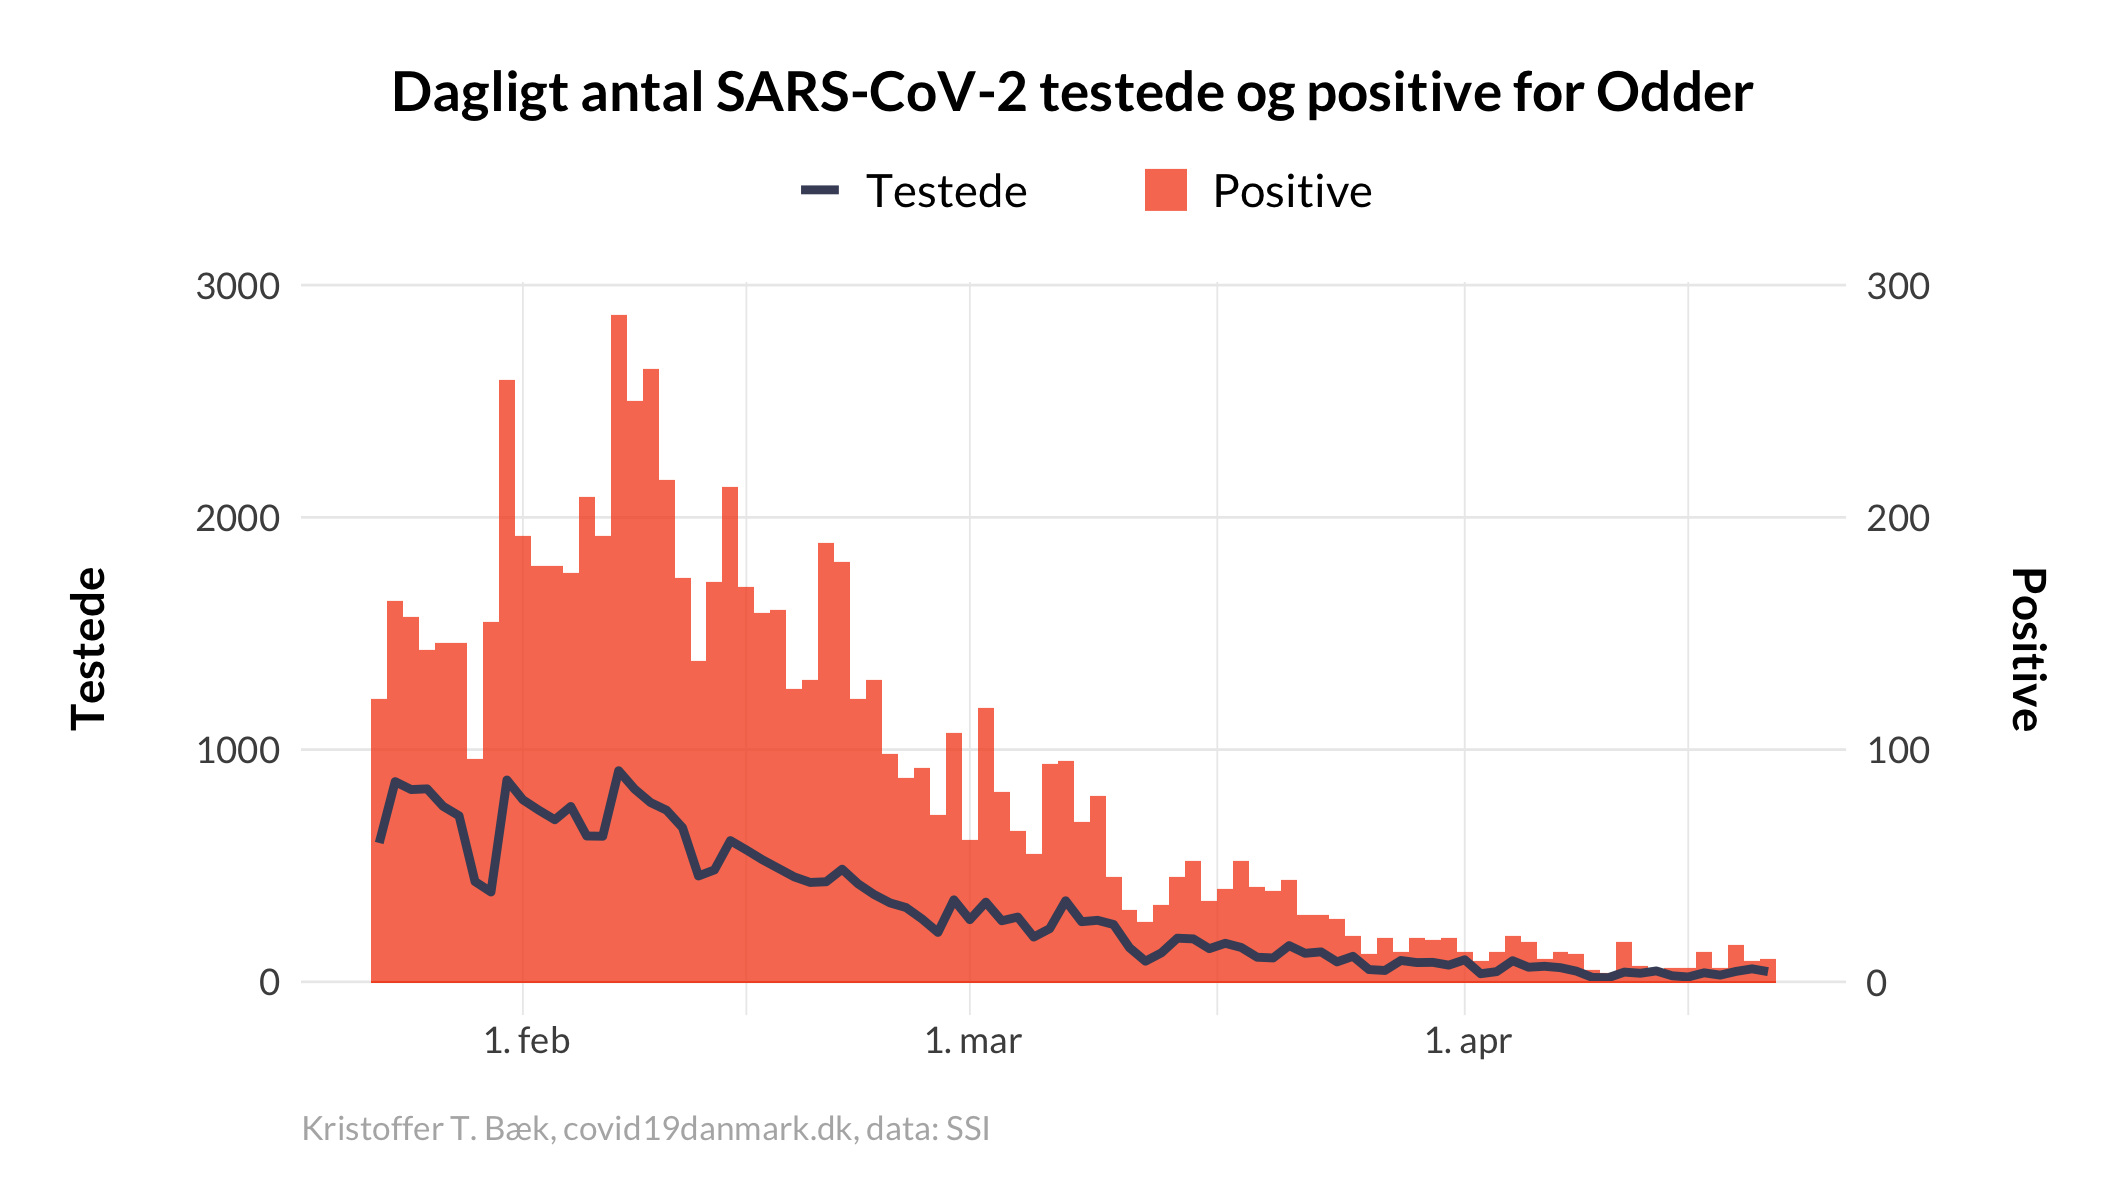 Dagligt antal SARS-CoV-2 testede og positive for Odder
Testede
Positive
3000
2000
1000
0
Testede
300
200
100
0
Positive
1. feb
1. mar
1. apr
Kristoffer T. Bæk, covid19danmark.dk, data: SSI